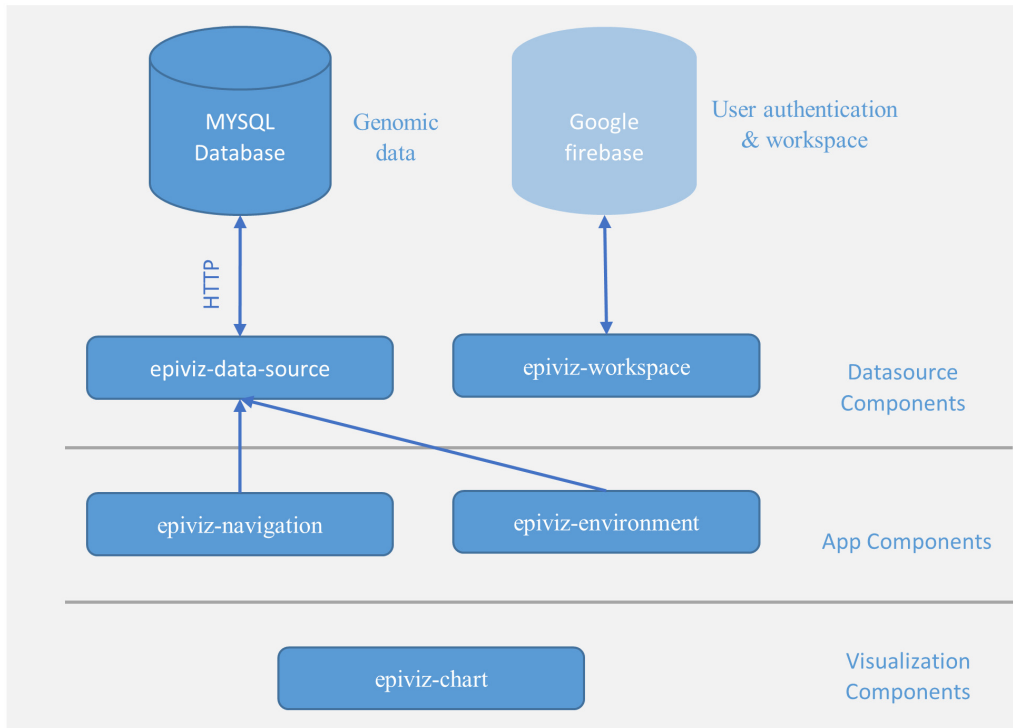 MYSQL
Database
Genomic
data
Google
firebase
User authentication
& workspace
HTTP
epiviz-data-source
epiviz-workspace
Datasource
Components
epiviz-navigation
epiviz-environment
App Components
epiviz-chart
Visualization
Components